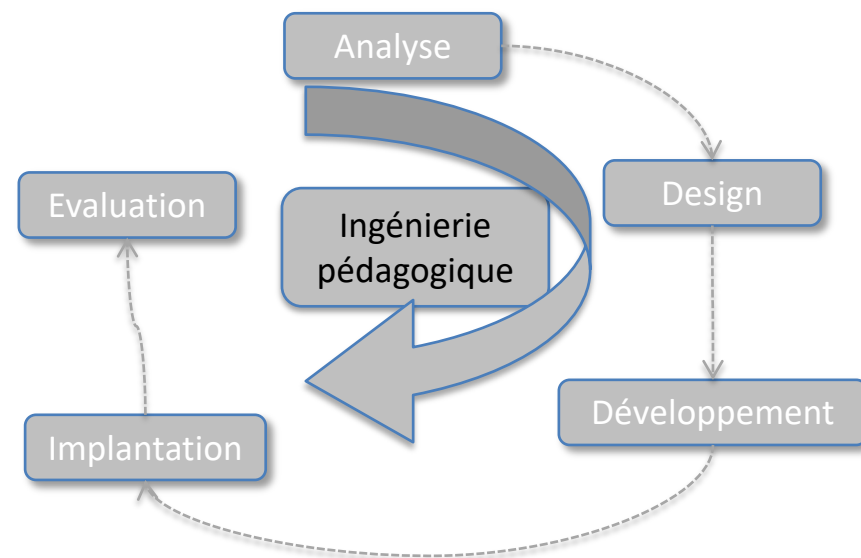 Analyse
Design
Evaluation
Ingénierie
pédagogique
Développement
Implantation